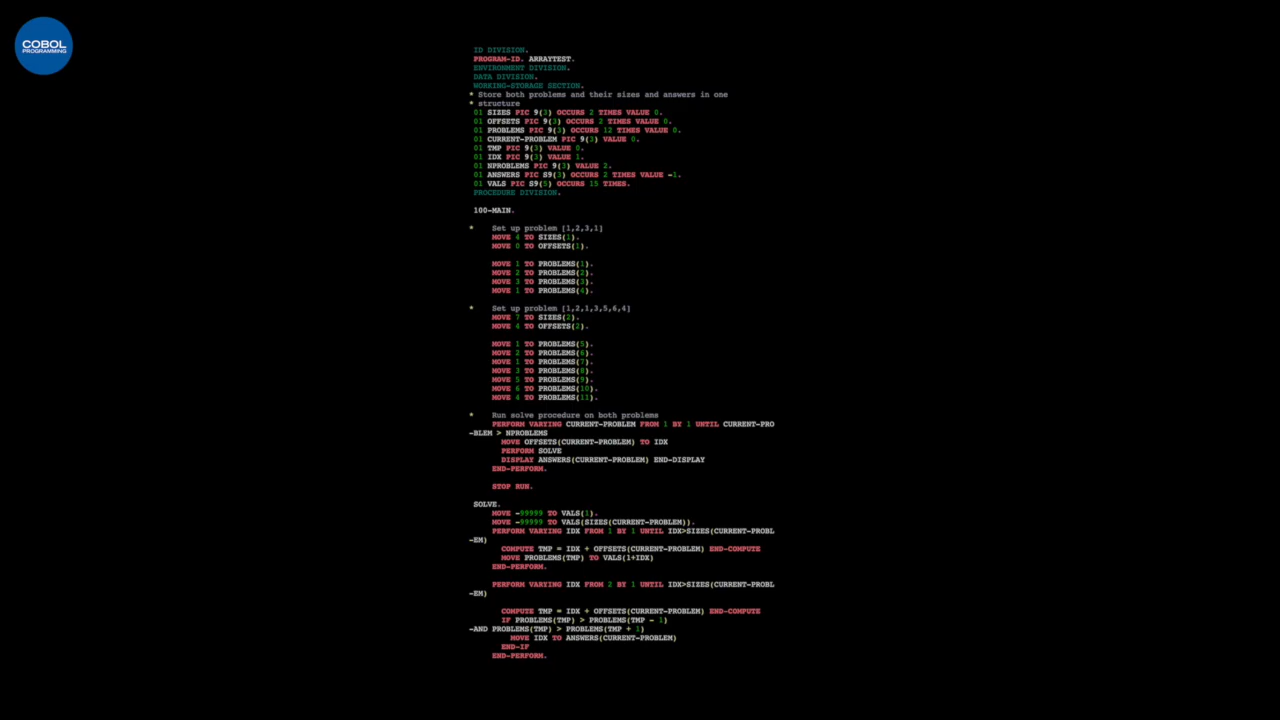 COBOL
PROGRAMMING
ID DIVISION.
PROGRAM-ID. ARRAYTEST.
ENVIRONMENT DIVISION.
DATA DIVISION.
WORKING-STORAGE SECTION.
* Store both problems and their sizes and answers in one
* structure
01 SIZES PIC 9(3) OCCURS 2 TIMES VALUE 0.
01 OFFSETS PIC 9(3) OCCURS 2 TIMES VALUE 0.
01 PROBLEMS PIC 9(3) OCCURS 12 TIMES VALUE 0.
01 CURRENT-PROBLEM PIC 9(3) VALUE 0.
01 TMP PIC 9(3) VALUE 0.
01 IDX PIC 9(3) VALUE 1.
01 NPROBLEMS PIC 9(3) VALUE 2.
01 ANSWERS PIC S9(3) OCCURS 2 TIMES VALUE -1.
01 VALS PIC S9(5) OCCURS 15 TIMES.
PROCEDURE DIVISION.
100-MAIN.
* Set up problem [1,2,3,1]
MOVE 4 TO SIZES(1).
MOVE 0 TO OFFSETS(1).
MOVE 1 TO PROBLEMS(1).
MOVE 2 TO PROBLEMS(2).
MOVE 3 TO PROBLEMS(3).
MOVE 1 TO PROBLEMS(4).
* Set up problem [1,2,1,3,5,6,4]
MOVE 7 TO SIZES(2).
MOVE 4 TO OFFSETS(2).
MOVE 1 TO PROBLEMS(5).
MOVE 2 TO PROBLEMS(6).
MOVE 1 TO PROBLEMS(7).
MOVE 3 TO PROBLEMS(8).
MOVE 5 TO PROBLEMS(9).
MOVE 6 TO PROBLEMS(10).
MOVE 4 TO PROBLEMS(11).
* Run solve procedure on both problems
PERFORM VARYING CURRENT-PROBLEM FROM 1 BY 1 UNTIL CURRENT-PRO
-BLEM > NPROBLEMS
MOVE OFFSETS(CURRENT-PROBLEM) TO IDX
PERFORM SOLVE
DISPLAY ANSWERS(CURRENT-PROBLEM) END-DISPLAY
END-PERFORM.
STOP RUN.
SOLVE.
MOVE -99999 TO VALS(1).
MOVE -99999 TO VALS(SIZES(CURRENT-PROBLEM)).
PERFORM VARYING IDX FROM 1 BY 1 UNTIL IDX>SIZES(CURRENT-PROBL
-EM)
COMPUTE TMP = IDX + OFFSETS(CURRENT-PROBLEM) END-COMPUTE
MOVE PROBLEMS(TMP) TO VALS(1+IDX)
END-PERFORM.
PERFORM VARYING IDX FROM 2 BY 1 UNTIL IDX>SIZES(CURRENT-PROBL
-EM)
COMPUTE TMP = IDX + OFFSETS(CURRENT-PROBLEM) END-COMPUTE
IF PROBLEMS(TMP) > PROBLEMS(TMP - 1)
-AND PROBLEMS(TMP) > PROBLEMS(TMP + 1)
MOVE IDX TO ANSWERS(CURRENT-PROBLEM)
END-IF
END-PERFORM.